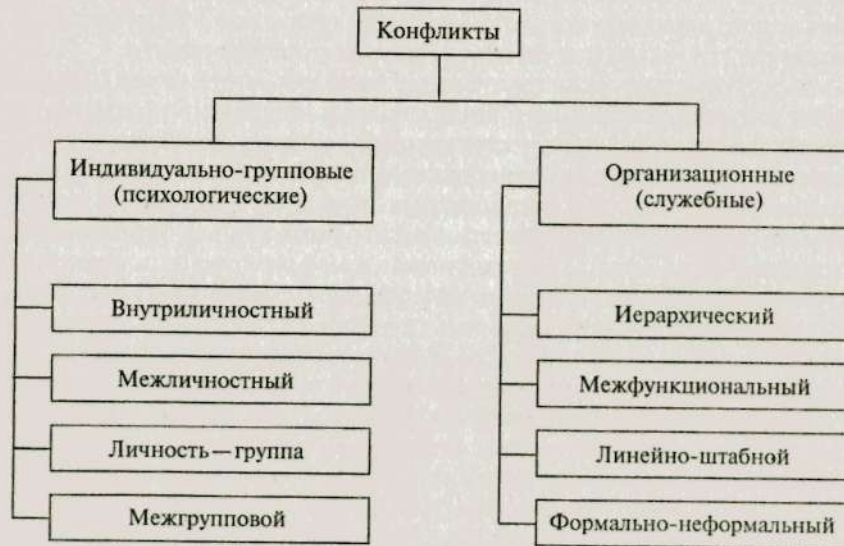 Конфликты
Индивидуально-групповые
(психологические)
Внутриличностный
Межличностный
Личность—группа
Межгрупповой
Организационные
(служебные)
Иерархический
Межфункциональный
Линейно-штабной
Формально-неформальный